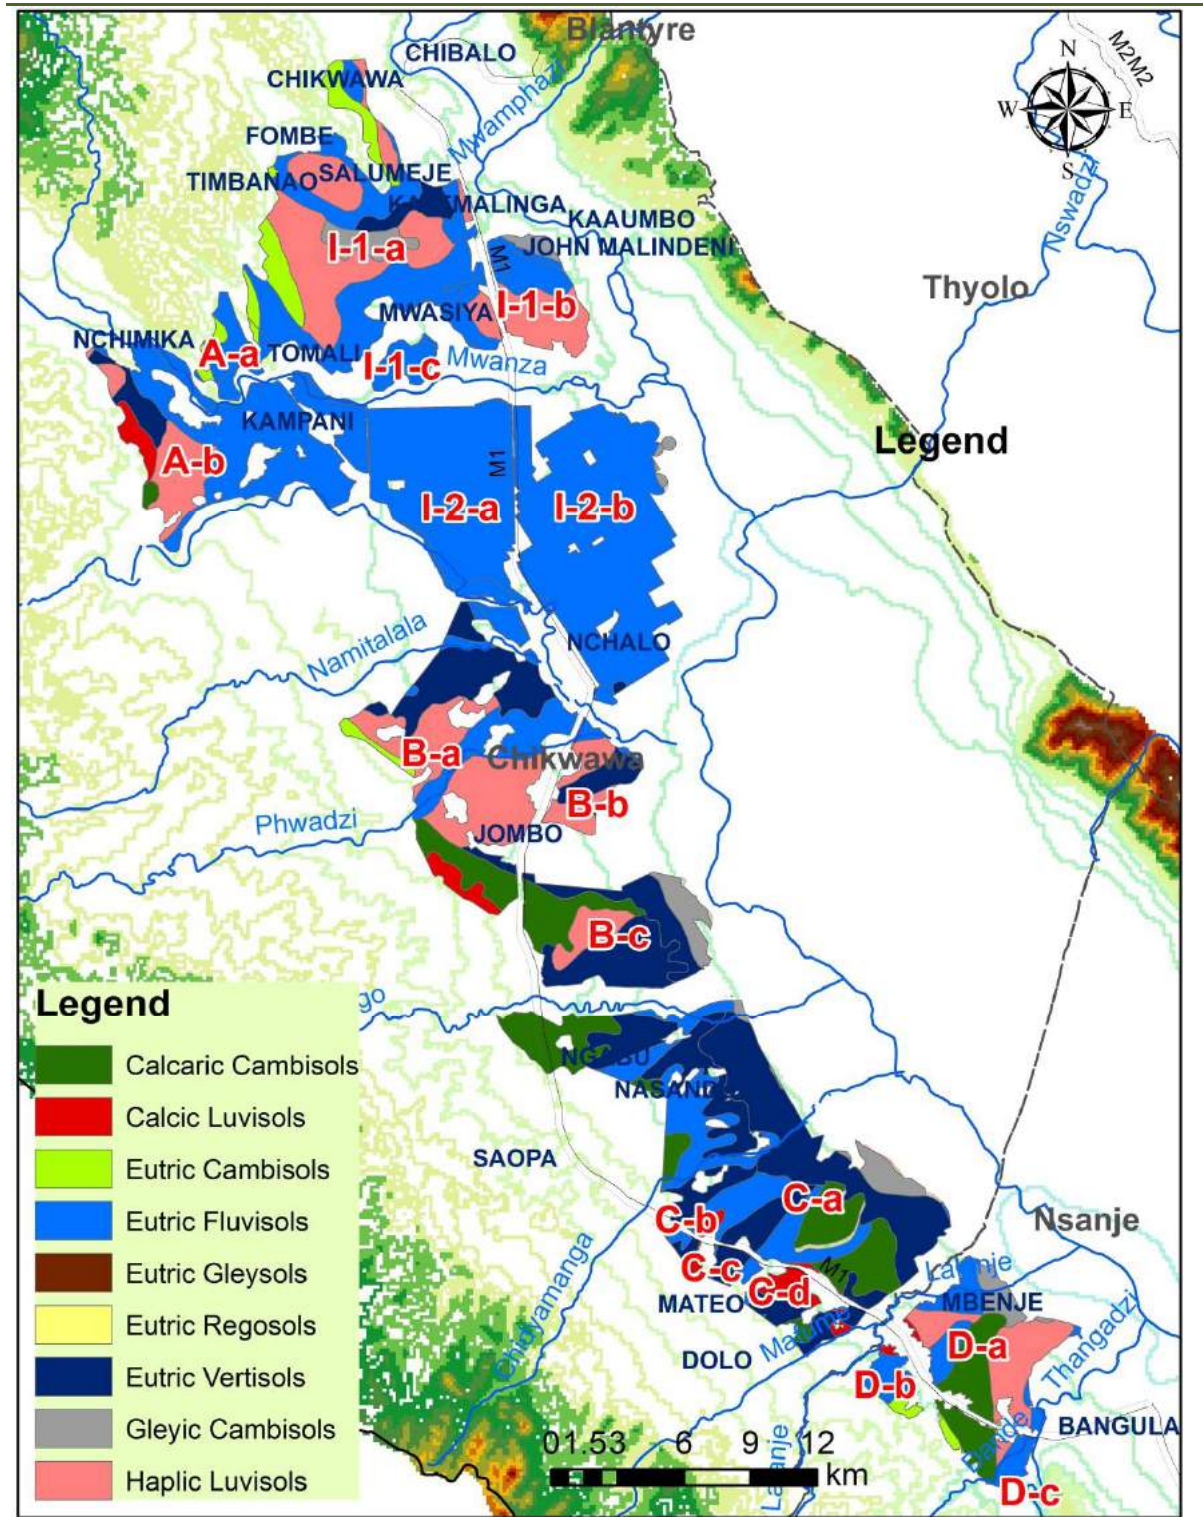 Blantyre
CHIBALO
M2M2
CHIKWAWA
N
W
E
S
Mwamphazi
FOMBE
SALUMEJE
TIMBANAO
MALINGA
KAAUMBO
JOHN MALINDENI
Nswadzi
I-1-a
M1
Thyolo
I-1-b
MWASIYA
NCHIMIKA
A-a
TOMALI
I-1-c
Mwanza
KAMPANI
Legend
A-b
M1
I-2-a
I-2-b
Namitalala
NCHALO
B-a
Chikwawa
B-b
Phwadzi
JOMBO
B-c
go
NGABU
NASAND
SAOPA
C-a
C-b
Nsanje
C-c
M1
C-d
MATEO
MBENJE
DOLO
Thangadzi
D-a
D-b
BANGULA
D-c
Legend
Calcaric Cambisols
Calcic Luvisols
Eutric Cambisols
Eutric Fluvisols
Eutric Gleysols
Eutric Regosols
Eutric Vertisols
Gleyic Cambisols
Haplic Luvisols
01.53 6 9 12
km